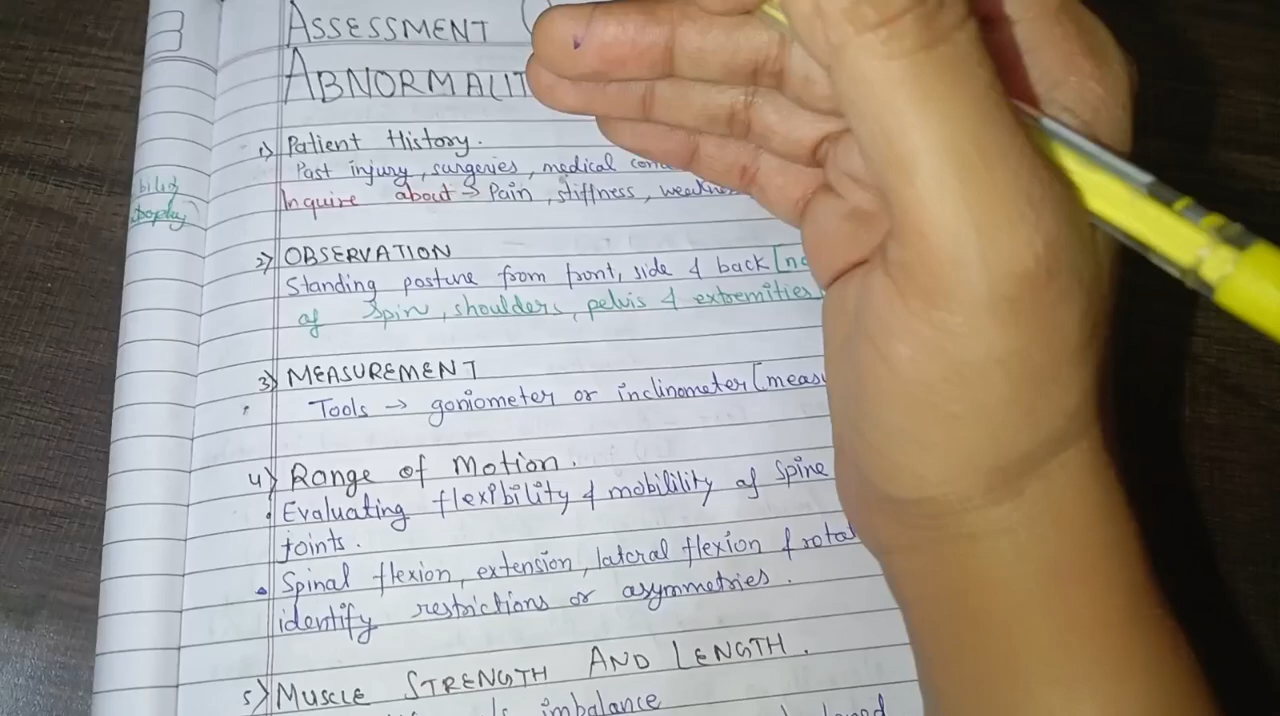 ASSESSMENT
ABNORMALIT
1) Patient History.
Past injury, surgeries, medical
Inquire about → Pain, stiffness,
2) OBSERVATION
Standing posture from front, side & back
of Spin, shoulders, pelvis & extremities
3) MEASUREMENT
Tools → goniometer or inclinometer
4) Range of Motion.
• Evaluating flexibility & mobility of spine
joints.
• Spinal flexion, extension, lateral flexion &
identify restrictions or asymmetries.
5) MUSCLE STRENGTH AND LENGTH.
imbalance